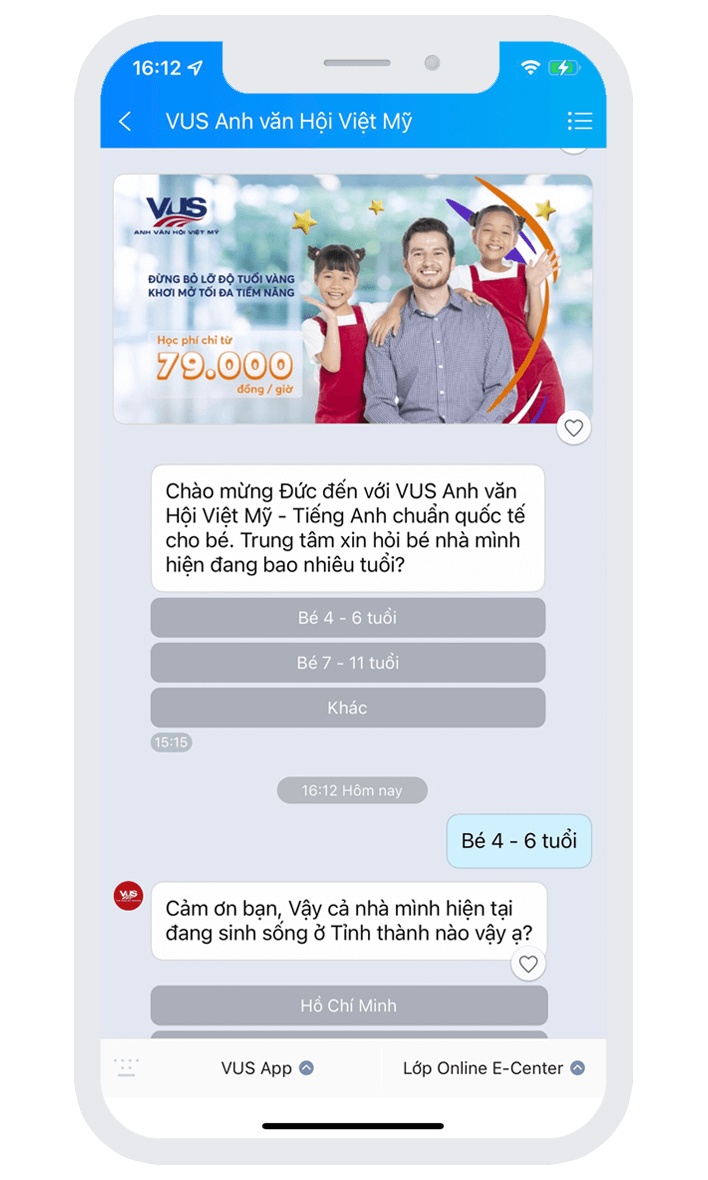 16:12
VUS Anh văn Hội Việt Mỹ
VUS
ANH VĂN HỘI VIỆT MỸ
ĐỪNG BỎ LỠ ĐỘ TUỔI VÀNG
KHƠI MỞ TỐI ĐA TIỀM NĂNG
Học phí chỉ từ
79.000
đồng / giờ
Chào mừng Đức đến với VUS Anh văn
Hội Việt Mỹ - Tiếng Anh chuẩn quốc tế
cho bé. Trung tâm xin hỏi bé nhà mình
hiện đang bao nhiêu tuổi?
Bé 4 - 6 tuổi
Bé 7 - 11 tuổi
Khác
15:15
16:12 Hôm nay
Bé 4 - 6 tuổi
VUS
Cảm ơn bạn, Vậy cả nhà mình hiện tại
đang sinh sống ở Tỉnh thành nào vậy ạ?
Hồ Chí Minh
VUS App
Lớp Online E-Center